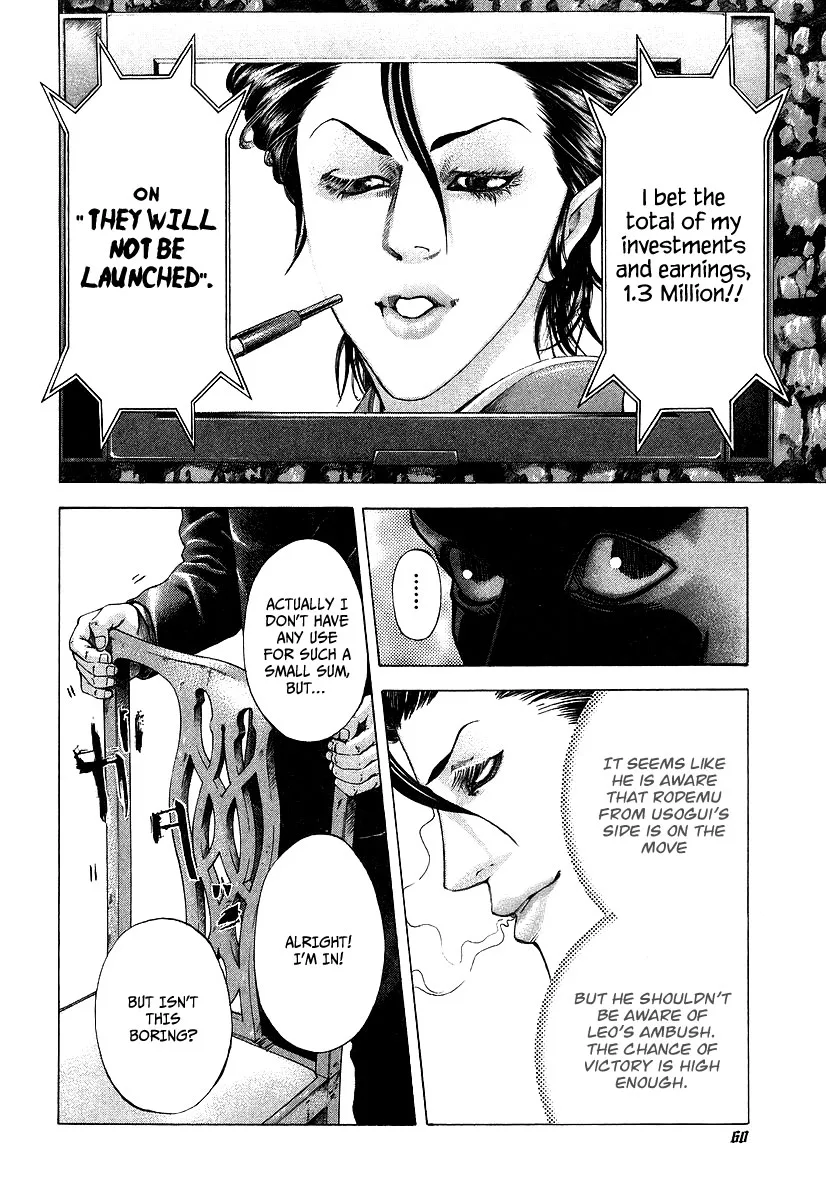 I bet the
total of my
investments
and earnings,
1.3 Million!!
ON
"THEY WILL
NOT BE
LAUNCHED".
........
IT SEEMS LIKE
HE IS AWARE
THAT RODEMU
FROM USOGUI'S
SIDE IS ON THE
MOVE
BUT HE SHOULDN'T
BE AWARE OF
LEO'S AMBUSH.
THE CHANCE OF
VICTORY IS HIGH
ENOUGH.
ACTUALLY I
DON'T HAVE
ANY USE
FOR SUCH A
SMALL SUM,
BUT...
ALRIGHT!
I'M IN!
BUT ISN'T
THIS
BORING?
60